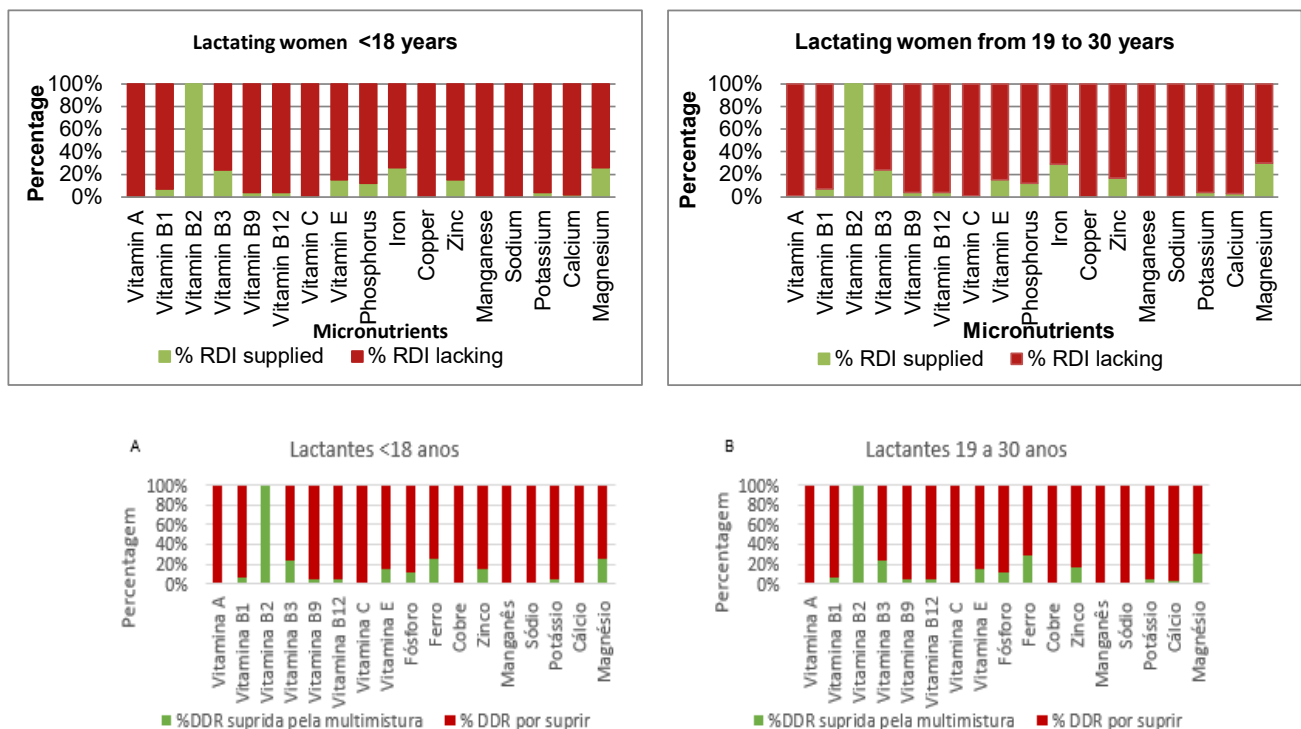 Lactating women <18 years
Percentage
100%
80%
60%
40%
20%
0%
Vitamin A
Vitamin B1
Vitamin B2
Vitamin B3
Vitamin B9
Vitamin B12
Vitamin C
Vitamin E
Phosphorus
Iron
Copper
Zinc
Manganese
Sodium
Potassium
Calcium
Magnesium
Micronutrients
% RDI supplied % RDI lacking
Lactating women from 19 to 30 years
Percentage
100%
80%
60%
40%
20%
0%
Vitamin A
Vitamin B1
Vitamin B2
Vitamin B3
Vitamin B9
Vitamin B12
Vitamin C
Vitamin E
Phosphorus
Iron
Copper
Zinc
Manganese
Sodium
Potassium
Calcium
Magnesium
Micronutrients
% RDI supplied % RDI lacking
A
Lactantes <18 anos
Percentagem
100%
80%
60%
40%
20%
0%
Vitamina A
Vitamina B1
Vitamina B2
Vitamina B3
Vitamina B9
Vitamina B12
Vitamina C
Vitamina E
Fósforo
Ferro
Cobre
Zinco
Manganês
Sódio
Potássio
Cálcio
Magnésio
%DDR suprida pela multimistura % DDR por suprir
B
Lactantes 19 a 30 anos
Percentagem
100%
80%
60%
40%
20%
0%
Vitamina A
Vitamina B1
Vitamina B2
Vitamina B3
Vitamina B9
Vitamina B12
Vitamina C
Vitamina E
Fósforo
Ferro
Cobre
Zinco
Manganês
Sódio
Potássio
Cálcio
Magnésio
%DDR suprida pela multimistura % DDR por suprir